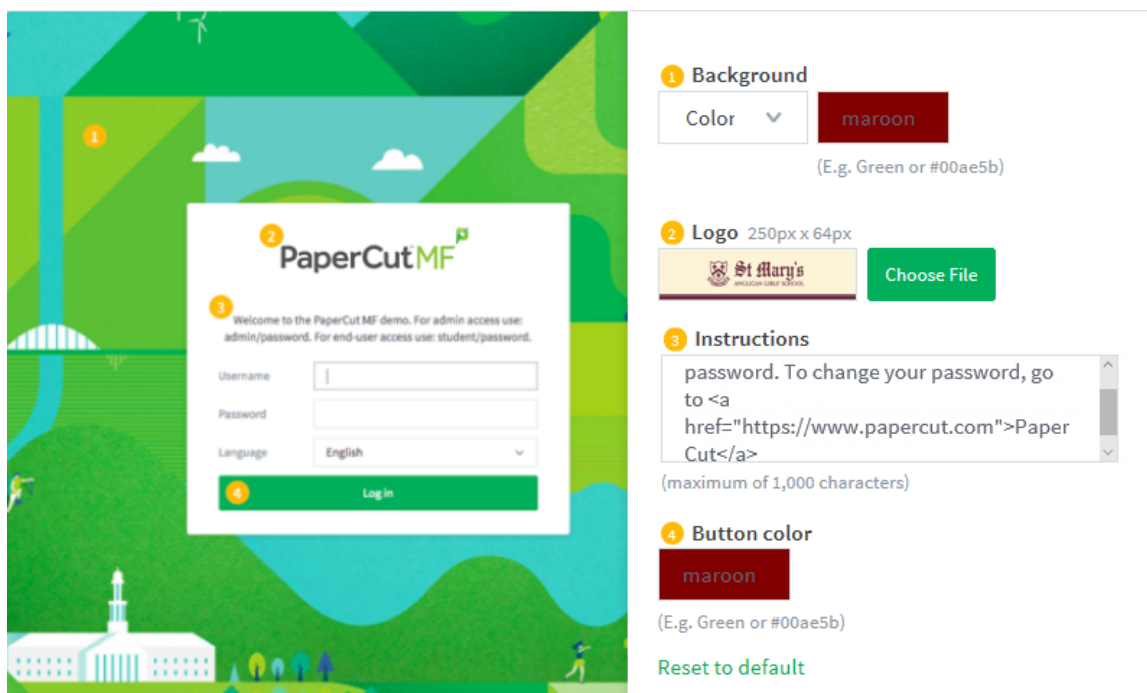 1
2
PaperCut MF
3
Welcome to the PaperCut MF demo. For admin access use:
admin/password. For end-user access use: student/password.
Username
Password
Language English
4 Log in
1 Background
Color maroon
(E.g. Green or #00ae5b)
2 Logo 250px x 64px
St Mary's
ANGLICAN GIRLS' SCHOOL
Choose File
3 Instructions
password. To change your password, go
to <a
href="https://www.papercut.com">Paper
Cut</a>
(maximum of 1,000 characters)
4 Button color
maroon
(E.g. Green or #00ae5b)
Reset to default